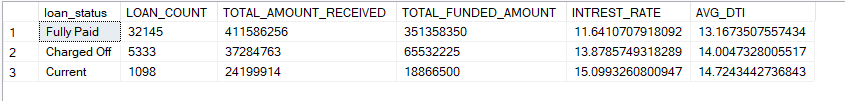 loan_status LOAN_COUNT TOTAL_AMOUNT_RECEIVED TOTAL_FUNDED_AMOUNT INTREST_RATE AVG_DTI
1 Fully Paid 32145 411586256 351358350 11.6410707918092 13.1673507557434
2 Charged Off 5333 37284763 65532225 13.8785749318289 14.0047328005517
3 Current 1098 24199914 18866500 15.0993260800947 14.7243442736843